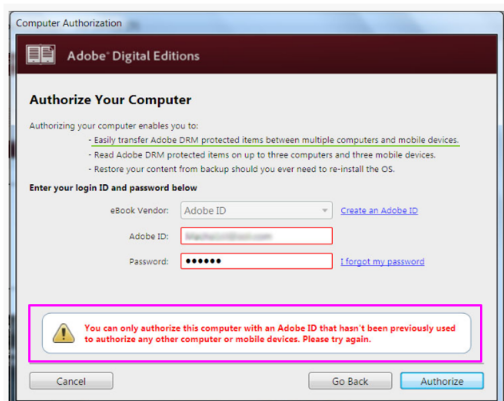 Computer Authorization
Adobe® Digital Editions
Authorize Your Computer
Authorizing your computer enables you to:
- Easily transfer Adobe DRM protected items between multiple computers and mobile devices.
- Read Adobe DRM protected items on up to three computers and three mobile devices.
- Restore your content from backup should you ever need to re-install the OS.
Enter your login ID and password below
eBook Vendor: Adobe ID Create an Adobe ID
Adobe ID:
Password: •••••• I forgot my password
You can only authorize this computer with an Adobe ID that hasn't been previously used
to authorize any other computer or mobile devices. Please try again.
Cancel Go Back Authorize